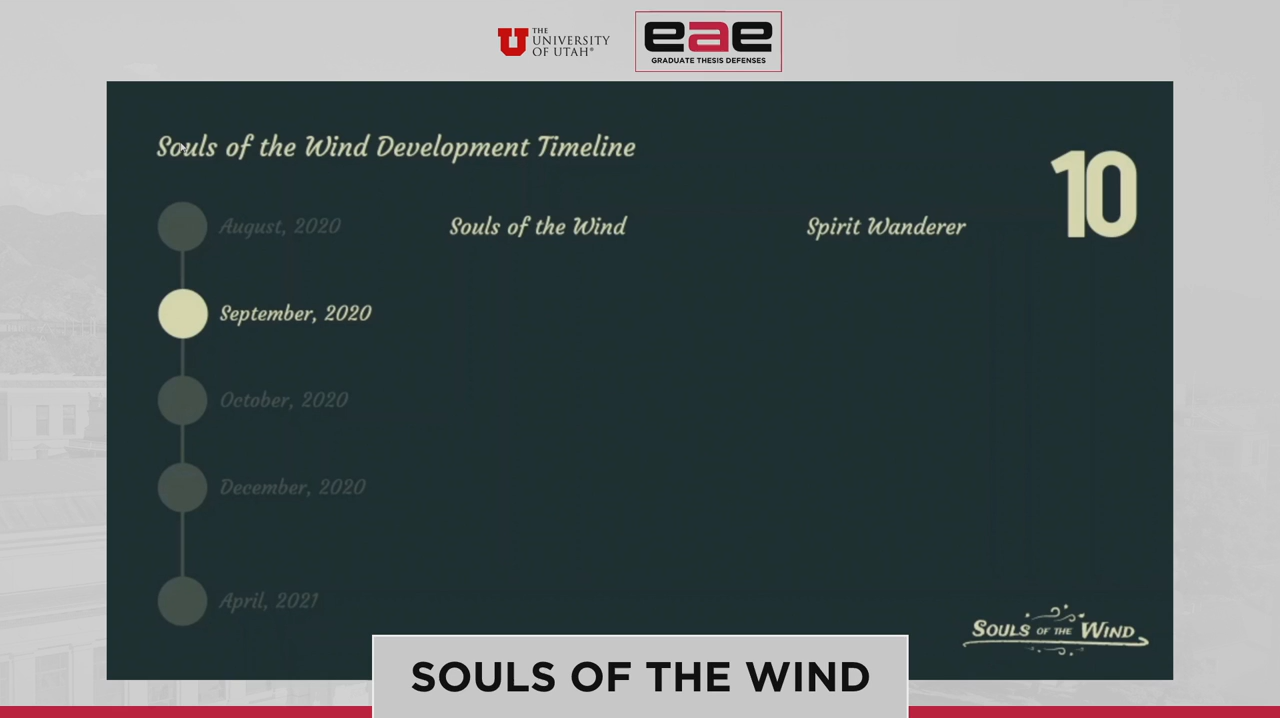 THE
UNIVERSITY
OF UTAH®
eae
GRADUATE THESIS DEFENSES
Souls of the Wind Development Timeline
10
August, 2020
Souls of the Wind
Spirit Wanderer
September, 2020
October, 2020
December, 2020
April, 2021
SOULS OF THE WIND
SOULS OF THE WIND